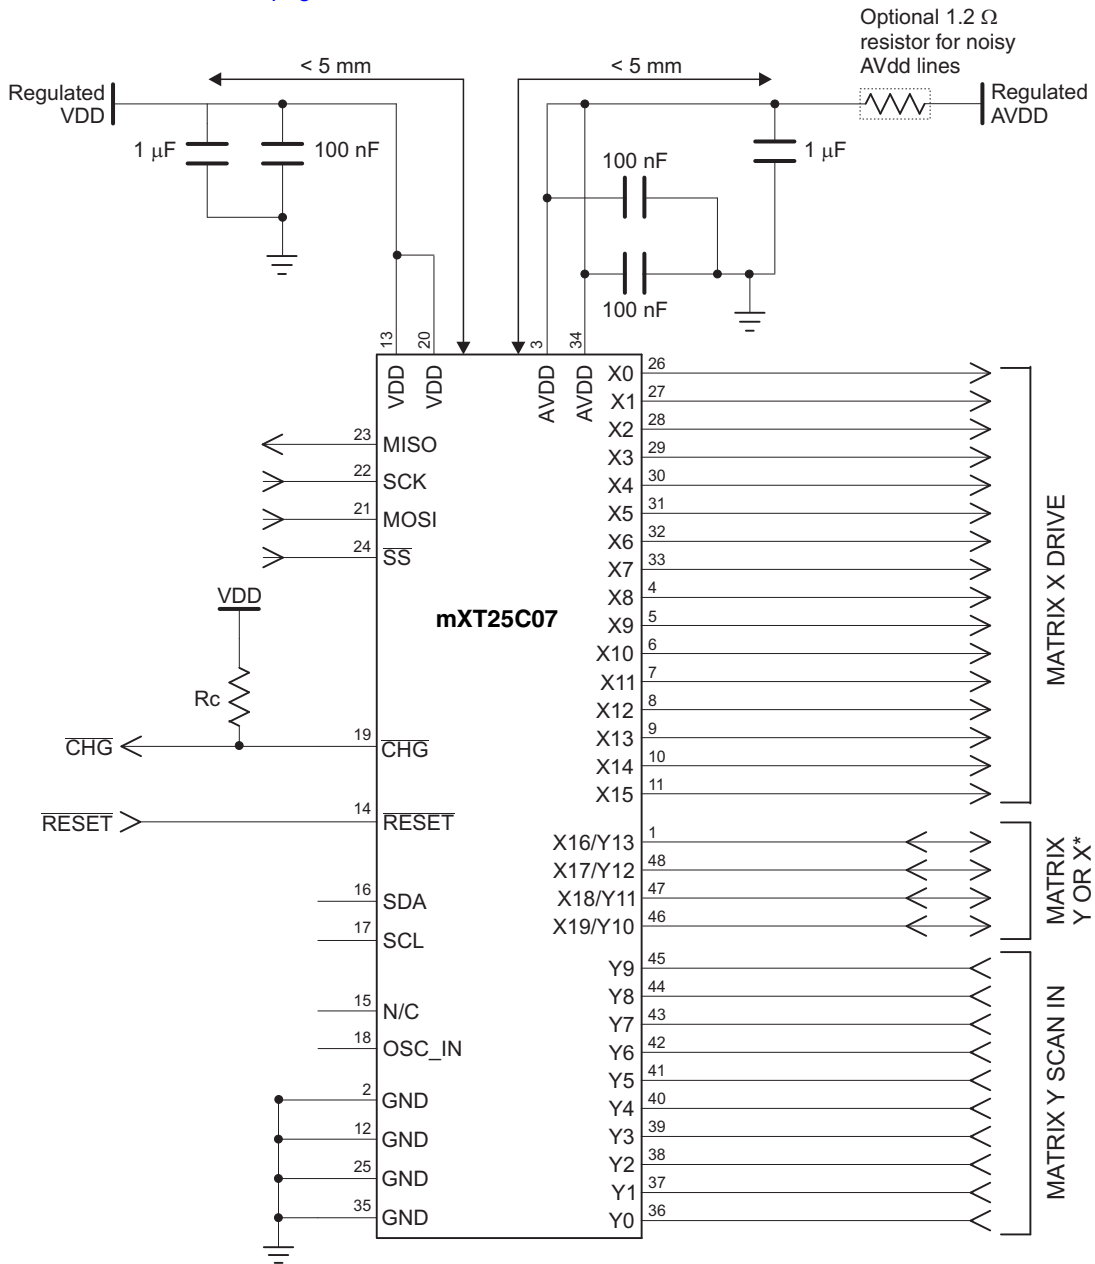 Optional 1.2 Ω
resistor for noisy
AVdd lines
< 5 mm
< 5 mm
Regulated
VDD
Regulated
AVDD
1 μF
100 nF
100 nF
1 μF
100 nF
13
20
3
34
VDD
VDD
AVDD
AVDD
mXT25C07
23 MISO
22 SCK
21 MOSI
24 SS
VDD
Rc
CHG
19 CHG
RESET
14 RESET
16 SDA
17 SCL
15 N/C
18 OSC_IN
2 GND
12 GND
25 GND
35 GND
X0 26
X1 27
X2 28
X3 29
X4 30
X5 31
X6 32
X7 33
X8 4
X9 5
X10 6
X11 7
X12 8
X13 9
X14 10
X15 11
MATRIX X DRIVE
X16/Y13 1
X17/Y12 48
X18/Y11 47
X19/Y10 46
MATRIX
Y OR X*
Y9 45
Y8 44
Y7 43
Y6 42
Y5 41
Y4 40
Y3 39
Y2 38
Y1 37
Y0 36
MATRIX Y SCAN IN